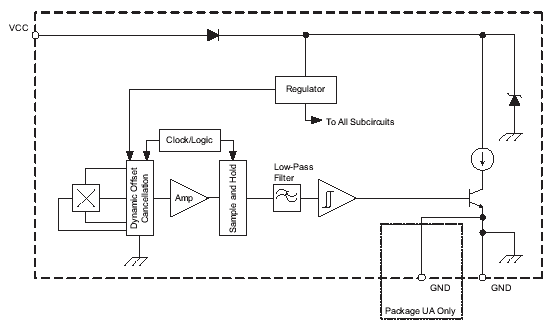 VCC
Regulator
To All Subcircuits
Clock/Logic
Dynamic Offset
Cancellation
Amp
Sample and Hold
Low-Pass
Filter
GND
GND
Package UA Only